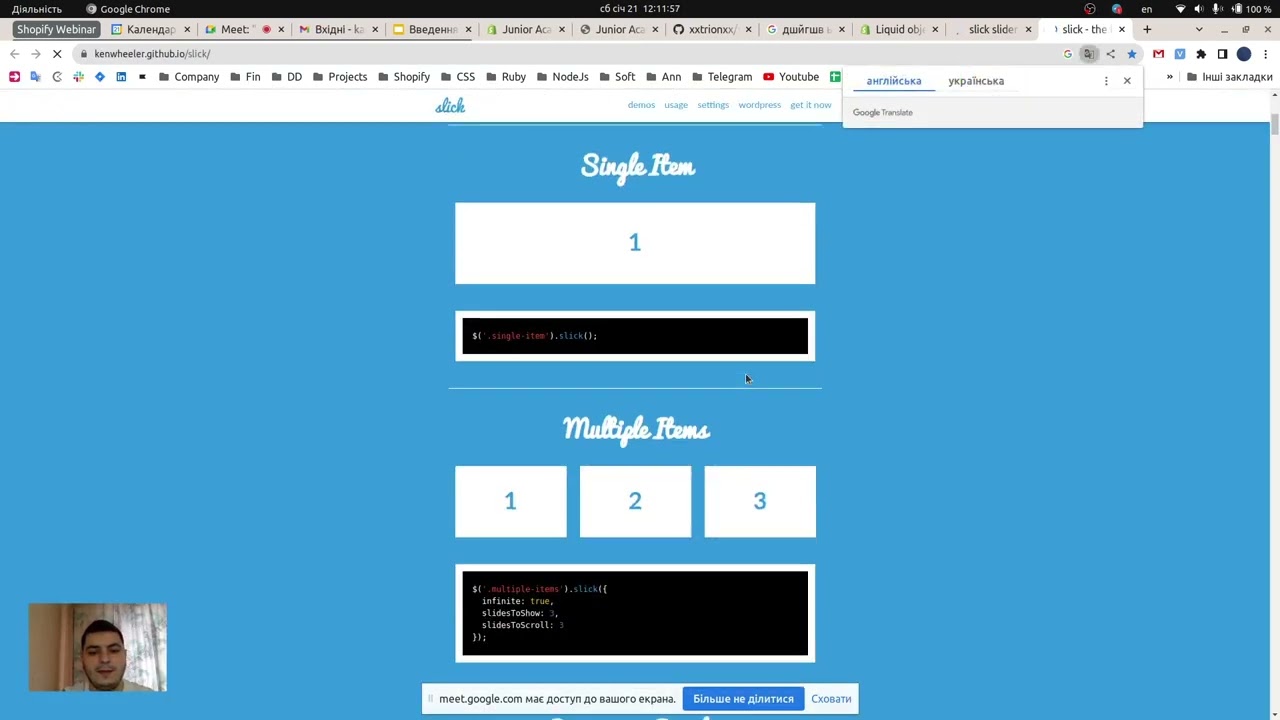 Діяльність
Google Chrome
сб січ 21 12:11:57
en
100 %
Shopify Webinar
Календар
Meet:
Вхідні - ka
Введення
Junior Aca
Junior Aca
xxtrionxx/
дшйгшв ь
Liquid obje
slick slider
slick - the l
kenwheeler.github.io/slick/
Company
Fin
DD
Projects
Shopify
CSS
Ruby
NodeJs
Soft
Ann
Telegram
Youtube
»
Інші закладки
англійська
українська
Google Translate
slick
demos
usage
settings
wordpress
get it now
Single Item
1
$('.single-item').slick();
Multiple Items
1
2
3
$('.multiple-items').slick({
infinite: true,
slidesToShow: 3,
slidesToScroll: 3
});
meet.google.com має доступ до вашого екрана.
Більше не ділитися
Сховати